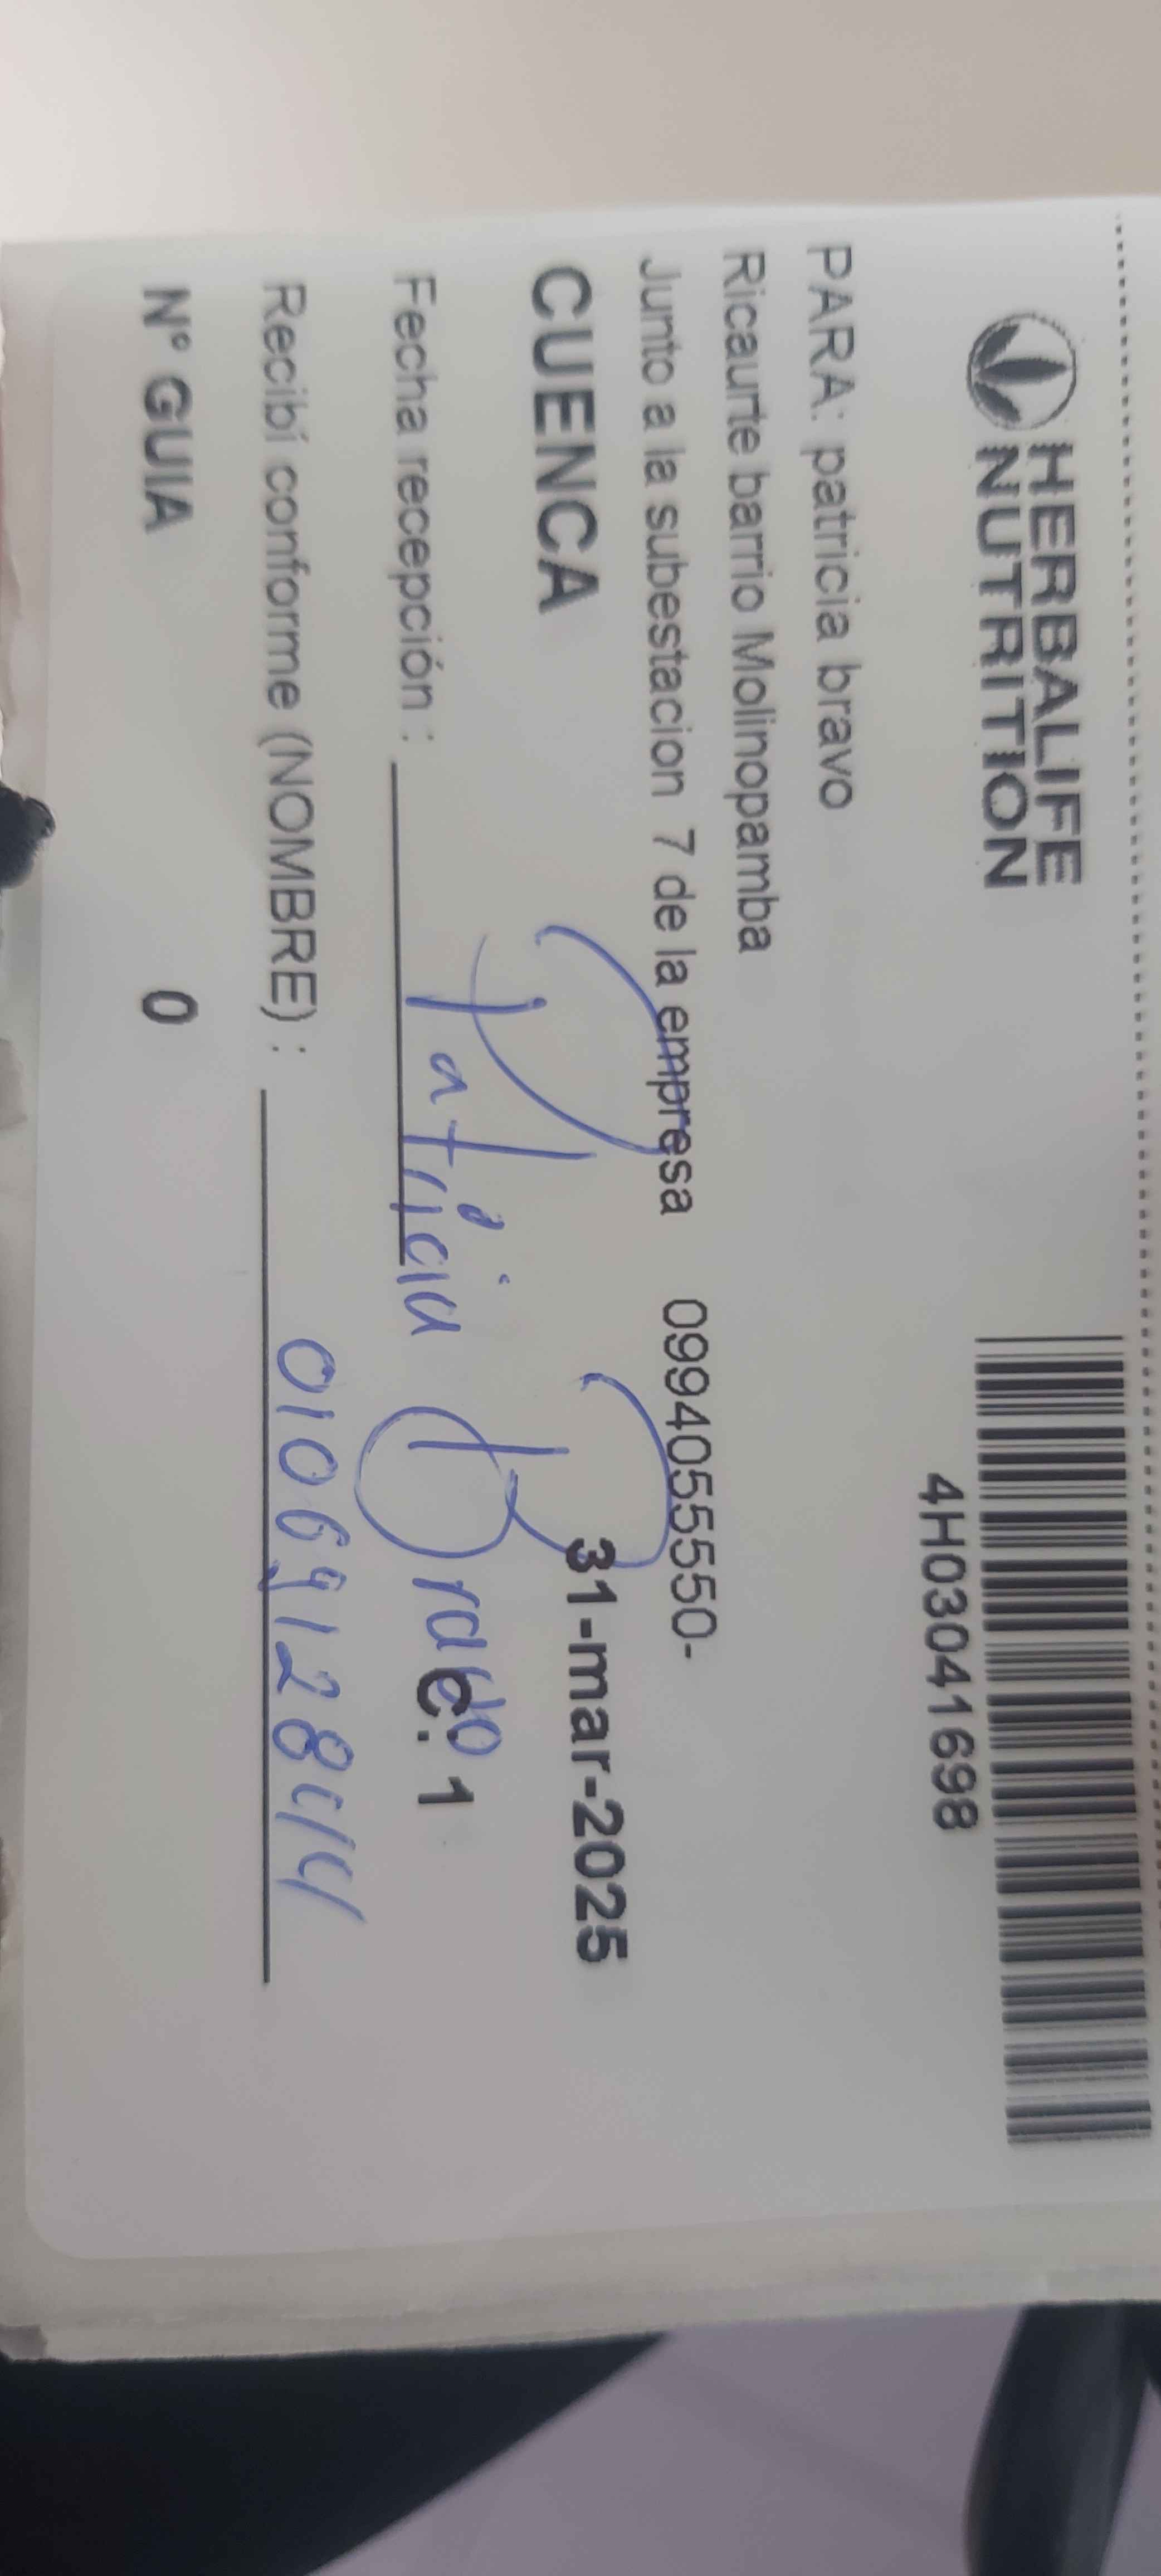 HERBALIFE
NUTRITION
4H03041698
PARA: patricia bravo
Ricaurte barrio Molinopamba
Junto a la subestacion 7 de la empresa 0994055550-
CUENCA 31-mar-2025
Fecha recepción : Patricia Bravo C. 1
Recibí conforme (NOMBRE) : 0106912844
N° GUIA 0